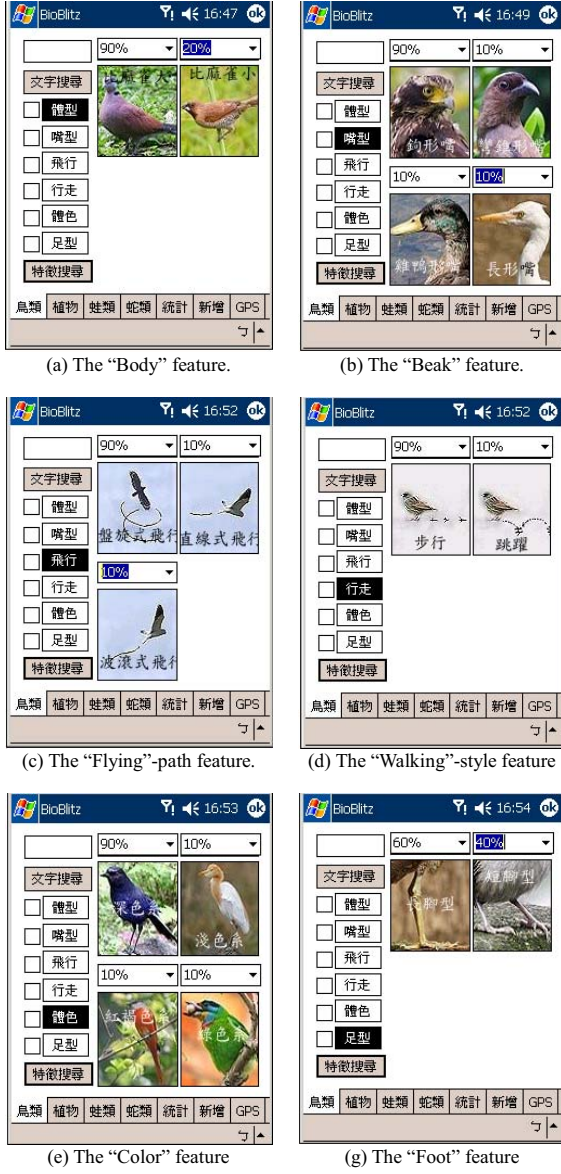 BioBlitz 16:47 ok
90% 20%
文字搜尋
比麻雀大 比麻雀小
體型
嘴型
飛行
行走
體色
足型
特徵搜尋
鳥類 植物 蛙類 蛇類 統計 新增 GPS
ㄅ
(a) The “Body” feature.
BioBlitz 16:49 ok
90% 10%
文字搜尋
體型
嘴型
鉤形嘴 彎錐形嘴
飛行
10% 10%
行走
體色
足型
雞鴨形嘴 長形嘴
特徵搜尋
鳥類 植物 蛙類 蛇類 統計 新增 GPS
ㄅ
(b) The “Beak” feature.
BioBlitz 16:52 ok
90% 10%
文字搜尋
體型
嘴型
盤旋式飛行 直線式飛行
飛行
10%
行走
體色
足型
波滾式飛行
特徵搜尋
鳥類 植物 蛙類 蛇類 統計 新增 GPS
ㄅ
(c) The “Flying”-path feature.
BioBlitz 16:52 ok
90% 10%
文字搜尋
體型
嘴型
步行 跳躍
飛行
行走
體色
足型
特徵搜尋
鳥類 植物 蛙類 蛇類 統計 新增 GPS
ㄅ
(d) The “Walking”-style feature
BioBlitz 16:53 ok
90% 10%
文字搜尋
體型
深色系 淺色系
嘴型
飛行
10% 10%
行走
紅褐色系 綠色系
體色
足型
特徵搜尋
鳥類 植物 蛙類 蛇類 統計 新增 GPS
ㄅ
(e) The “Color” feature
BioBlitz 16:54 ok
60% 40%
文字搜尋
長腳型 短腳型
體型
嘴型
飛行
行走
體色
足型
特徵搜尋
鳥類 植物 蛙類 蛇類 統計 新增 GPS
ㄅ
(g) The “Foot” feature